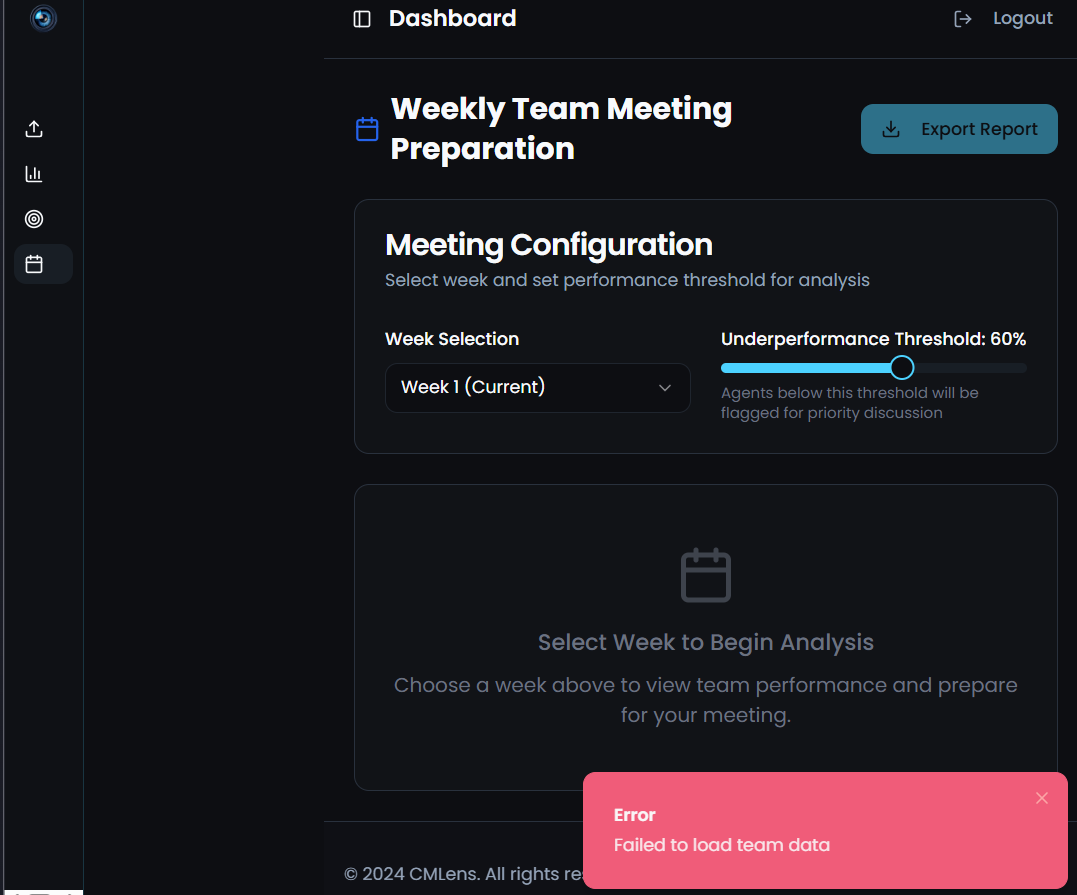 Dashboard
Logout
Weekly Team Meeting
Preparation
Export Report
Meeting Configuration
Select week and set performance threshold for analysis
Week Selection
Underperformance Threshold: 60%
Week 1 (Current)
Agents below this threshold will be
flagged for priority discussion
Select Week to Begin Analysis
Choose a week above to view team performance and prepare
for your meeting.
Error
Failed to load team data
© 2024 CMLens. All rights